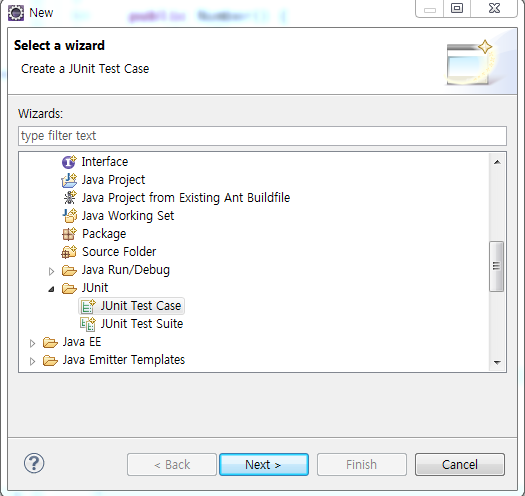 New
public Number() {
Select a wizard
Create a JUnit Test Case
Wizards:
type filter text
Interface
Java Project
Java Project from Existing Ant Buildfile
Java Working Set
Package
Source Folder
Java Run/Debug
JUnit
JUnit Test Case
JUnit Test Suite
Java EE
Java Emitter Templates
?
< Back
Next >
Finish
Cancel